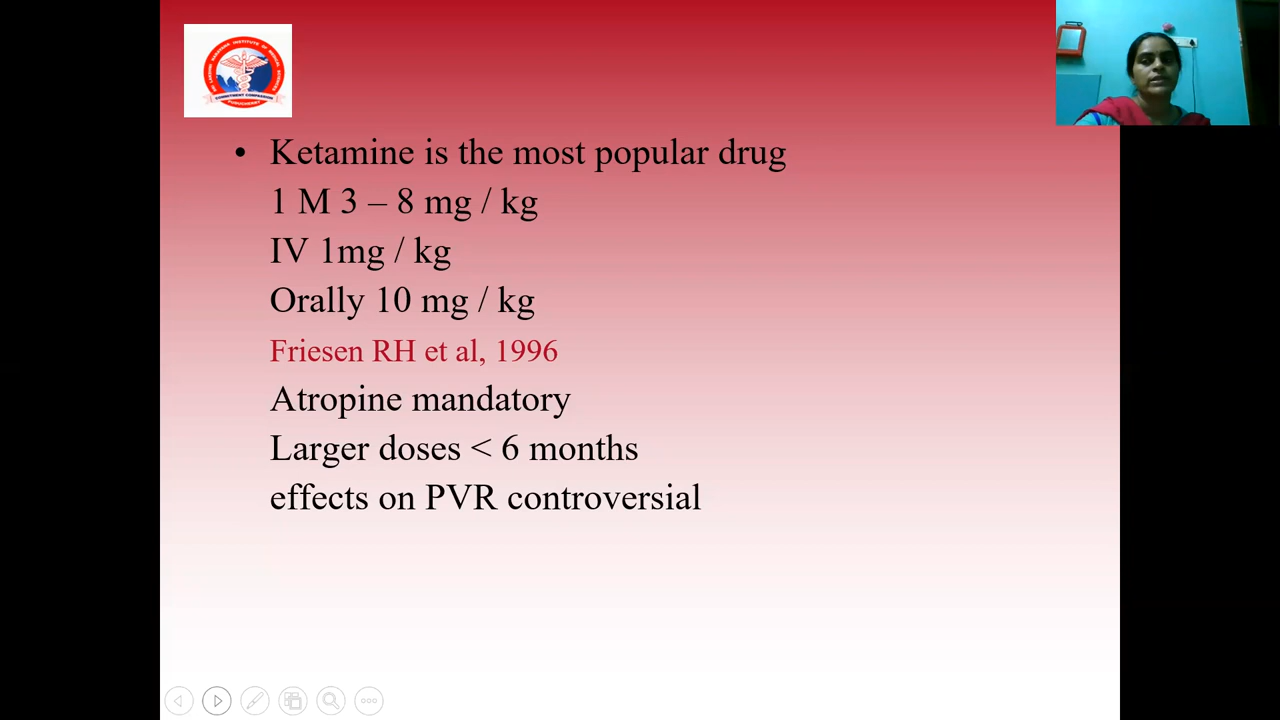 • Ketamine is the most popular drug
1 M 3 – 8 mg / kg
IV 1mg / kg
Orally 10 mg / kg
Friesen RH et al, 1996
Atropine mandatory
Larger doses < 6 months
effects on PVR controversial